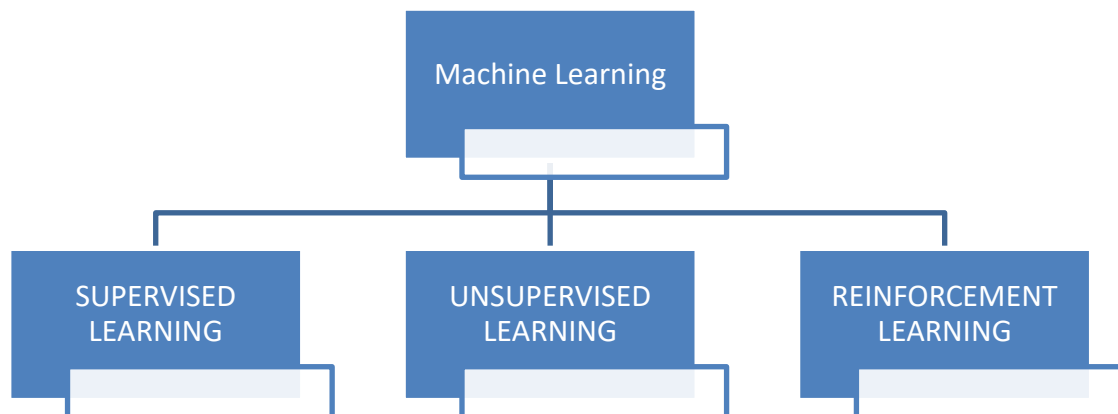 Machine Learning
SUPERVISED
LEARNING
UNSUPERVISED
LEARNING
REINFORCEMENT
LEARNING